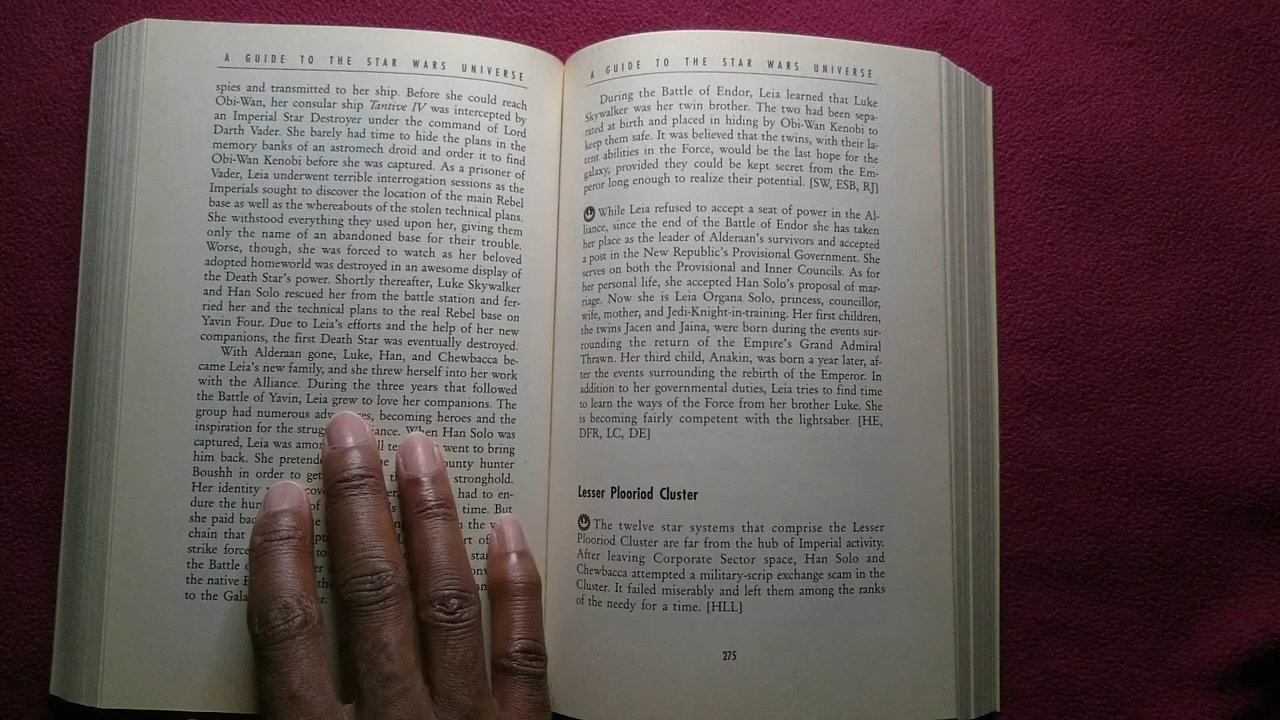 A GUIDE TO THE STAR WARS UNIVERSE
spies and transmitted to her ship. Before she could reach
Obi-Wan, her consular ship Tantive IV was intercepted by
an Imperial Star Destroyer under the command of Lord
Darth Vader. She barely had time to hide the plans in the
memory banks of an astromech droid and order it to find
Obi-Wan Kenobi before she was captured. As a prisoner of
Vader, Leia underwent terrible interrogation sessions as the
Imperials sought to discover the location of the main Rebel
base as well as the whereabouts of the stolen technical plans.
She withstood everything they used upon her, giving them
only the name of an abandoned base for their trouble.
Worse, though, she was forced to watch as her beloved
adopted homeworld was destroyed in an awesome display of
the Death Star's power. Shortly thereafter, Luke Skywalker
and Han Solo rescued her from the battle station and fer-
ried her and the technical plans to the real Rebel base on
Yavin Four. Due to Leia's efforts and the help of her new
companions, the first Death Star was eventually destroyed.
With Alderaan gone, Luke, Han, and Chewbacca be-
came Leia's new family, and she threw herself into her work
with the Alliance. During the three years that followed
the Battle of Yavin, Leia grew to love her companions. The
group had numerous becoming heroes and the
inspiration for the When Han Solo was
captured, Leia was went to bring
him back. She bounty hunter
Boushh in order to get stronghold.
Her identity had to en-
dure the of time. But
she paid the
chain that of
strike force to
the Battle
the native the
to the
A GUIDE TO THE STAR WARS UNIVERSE
During the Battle of Endor, Leia learned that Luke
Skywalker was her twin brother. The two had been sepa-
rated at birth and placed in hiding by Obi-Wan Kenobi to
keep them safe. It was believed that the twins, with their la-
tent abilities in the Force, would be the last hope for the
galaxy, provided they could be kept secret from the Em-
peror long enough to realize their potential. [SW, ESB, RJ]
While Leia refused to accept a seat of power in the Al-
liance, since the end of the Battle of Endor she has taken
her place as the leader of Alderaan's survivors and accepted
a post in the New Republic's Provisional Government. She
serves on both the Provisional and Inner Councils. As for
her personal life, she accepted Han Solo's proposal of mar-
riage. Now she is Leia Organa Solo, princess, councillor,
wife, mother, and Jedi-Knight-in-training. Her first children,
the twins Jacen and Jaina, were born during the events sur-
rounding the return of the Empire's Grand Admiral
Thrawn. Her third child, Anakin, was born a year later, af-
ter the events surrounding the rebirth of the Emperor. In
addition to her governmental duties, Leia tries to find time
to learn the ways of the Force from her brother Luke. She
is becoming fairly competent with the lightsaber. [HE,
DFR, LC, DE]
Lesser Plooriod Cluster
The twelve star systems that comprise the Lesser
Plooriod Cluster are far from the hub of Imperial activity.
After leaving Corporate Sector space, Han Solo and
Chewbacca attempted a military-scrip exchange scam in the
Cluster. It failed miserably and left them among the ranks
of the needy for a time. [HLL]
275